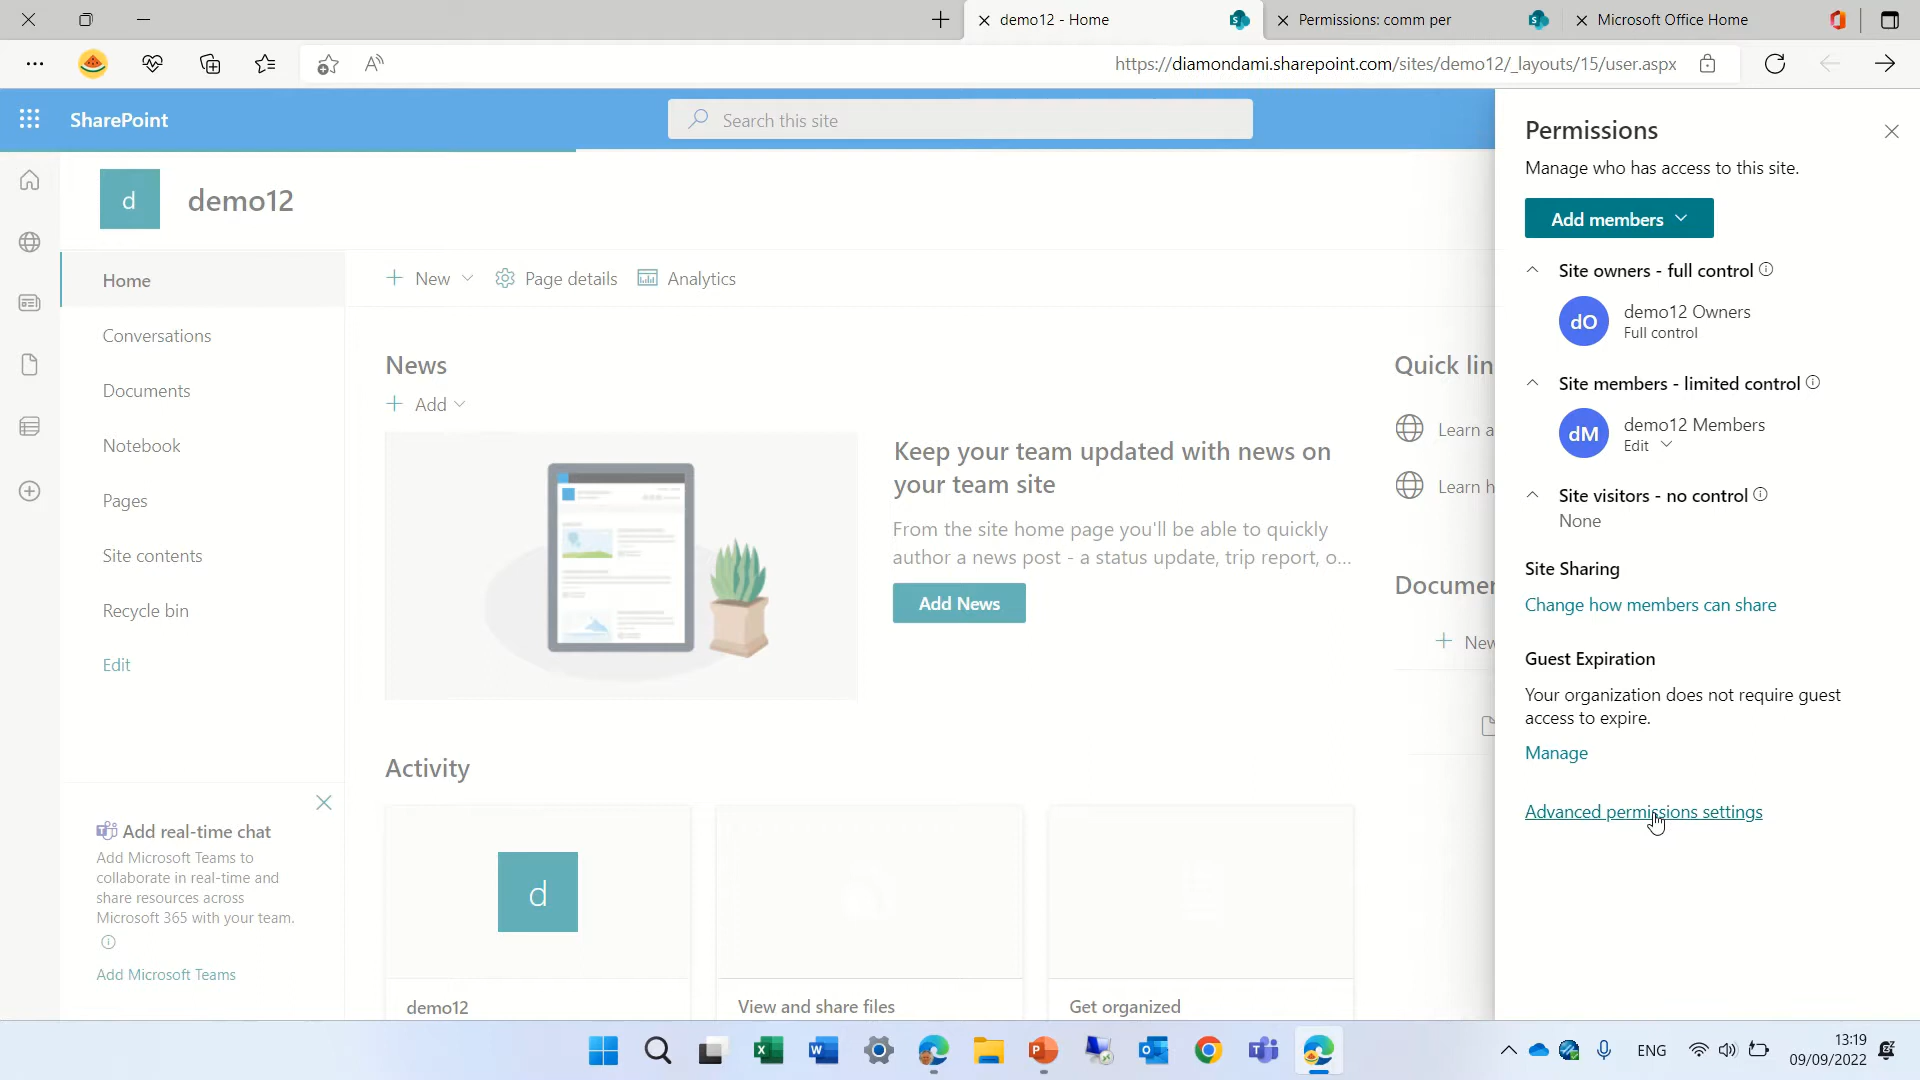 demo12 - Home
Permissions: comm per
Microsoft Office Home
https://diamondami.sharepoint.com/sites/demo12/_layouts/15/user.aspx
SharePoint
Search this site
d
demo12
Home
Conversations
Documents
Notebook
Pages
Site contents
Recycle bin
Edit
Add real-time chat
Add Microsoft Teams to
collaborate in real-time and
share resources across
Microsoft 365 with your team.
Add Microsoft Teams
New
Page details
Analytics
News
Add
Keep your team updated with news on
your team site
From the site home page you'll be able to quickly
author a news post - a status update, trip report, o...
Add News
Quick lin
Learn a
Learn h
Documen
New
Activity
d
demo12
View and share files
Get organized
Permissions
Manage who has access to this site.
Add members
Site owners - full control
dO
demo12 Owners
Full control
Site members - limited control
dM
demo12 Members
Edit
Site visitors - no control
None
Site Sharing
Change how members can share
Guest Expiration
Your organization does not require guest
access to expire.
Manage
Advanced permissions settings
ENG
13:19
09/09/2022